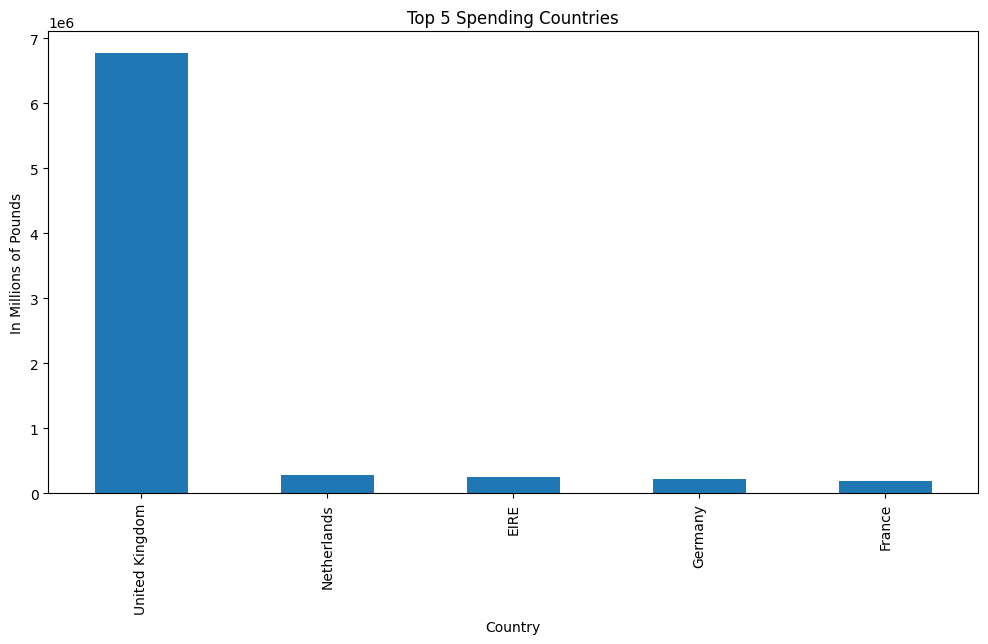 Top 5 Spending Countries
1e6
7
6
5
4
3
2
1
0
In Millions of Pounds
United Kingdom
Netherlands
EIRE
Germany
France
Country